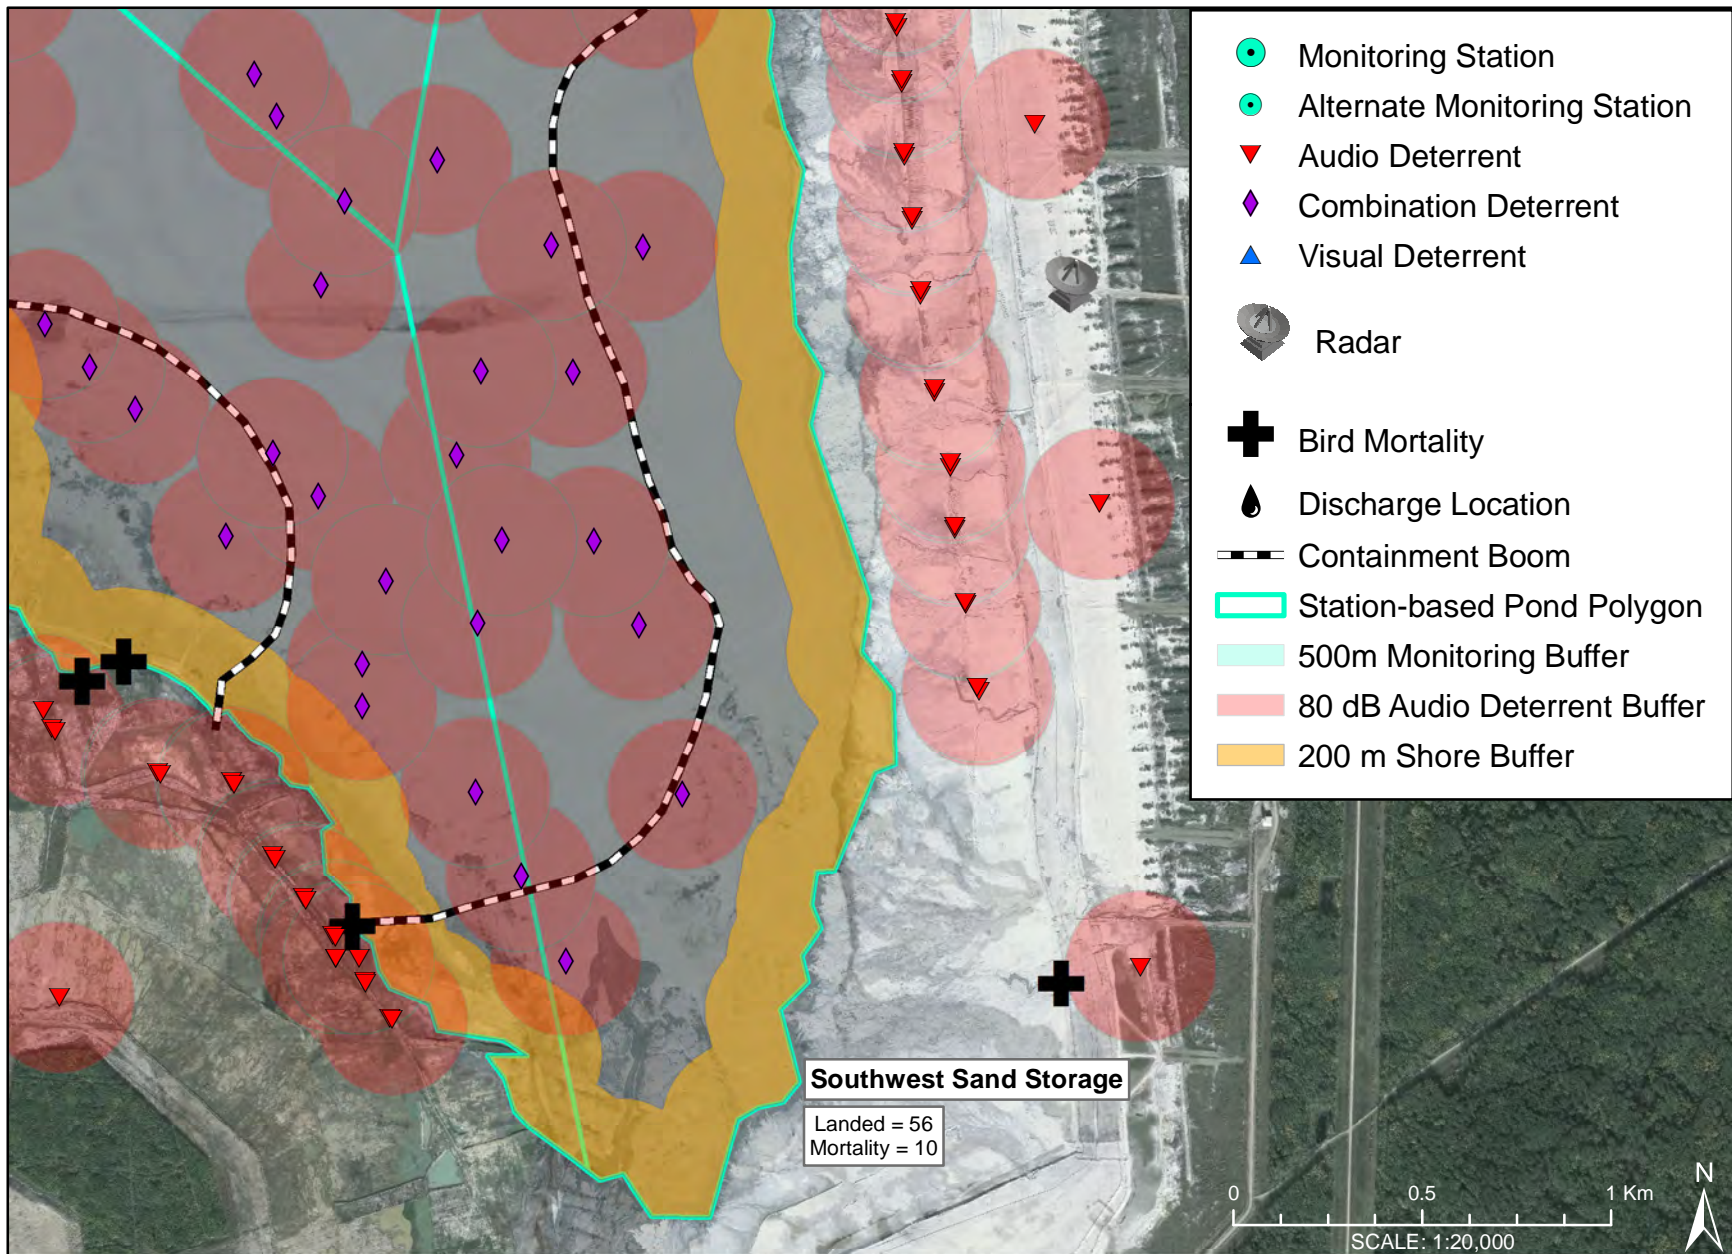 Monitoring Station
Alternate Monitoring Station
Audio Deterrent
Combination Deterrent
Visual Deterrent
Radar
Bird Mortality
Discharge Location
Containment Boom
Station-based Pond Polygon
500m Monitoring Buffer
80 dB Audio Deterrent Buffer
200 m Shore Buffer
Southwest Sand Storage
Landed = 56
Mortality = 10
N
0 0.5 1 Km
SCALE: 1:20,000